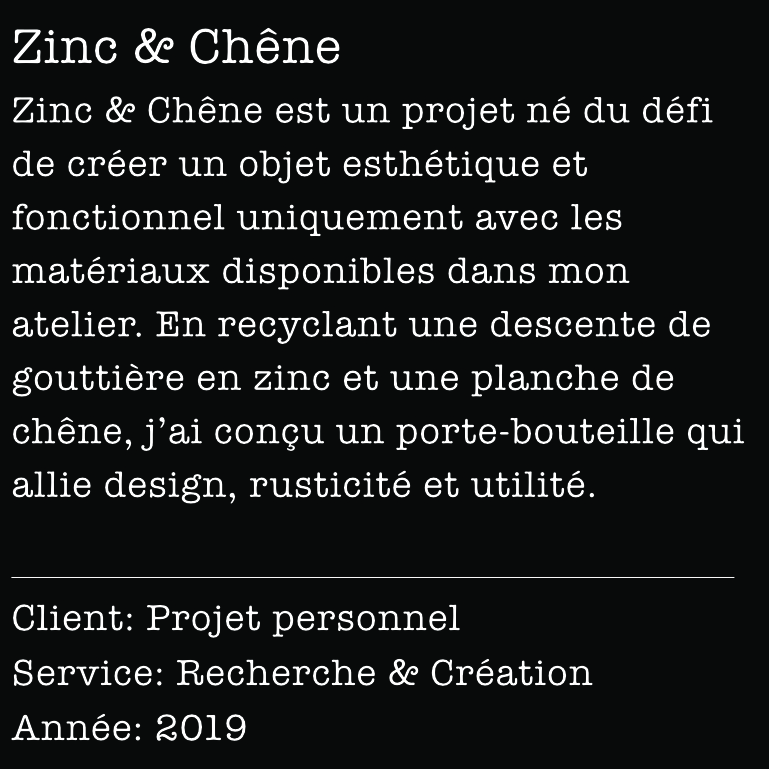 Zinc & Chêne
Zinc & Chêne est un projet né du défi
de créer un objet esthétique et
fonctionnel uniquement avec les
matériaux disponibles dans mon
atelier. En recyclant une descente de
gouttière en zinc et une planche de
chêne, j’ai conçu un porte-bouteille qui
allie design, rusticité et utilité.
Client: Projet personnel
Service: Recherche & Création
Année: 2019